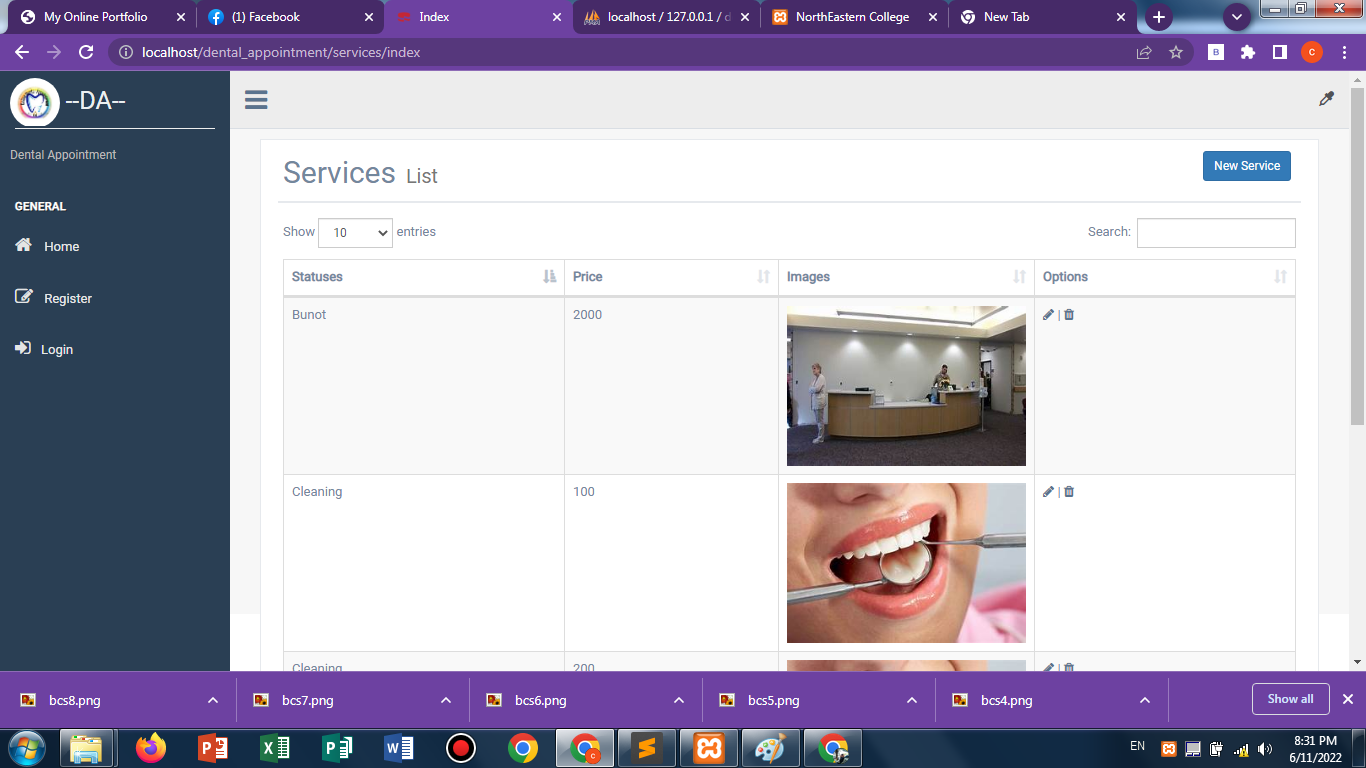 My Online Portfolio
(1) Facebook
Index
localhost / 127.0.0.1 / d
NorthEastern College
New Tab
localhost/dental_appointment/services/index
B
C
--DA--
Dental Appointment
GENERAL
Home
Register
Login
Services List
New Service
Show 10 entries
Search:
Statuses Price Images Options
Bunot 2000 |
Cleaning 100 |
Cleaning 200 |
bcs8.png
bcs7.png
bcs6.png
bcs5.png
bcs4.png
Show all
EN
8:31 PM
6/11/2022